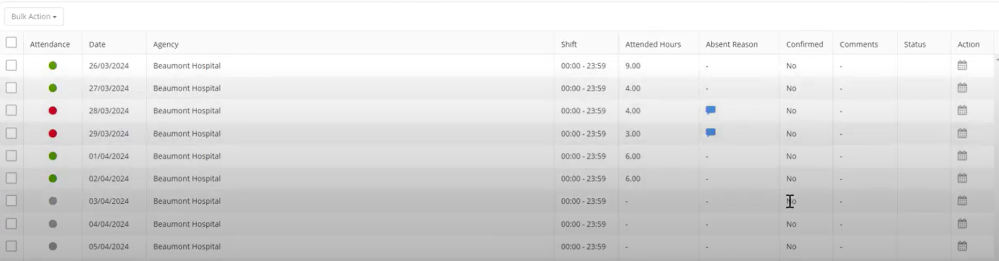 Bulk Action
Attendance Date Agency Shift Attended Hours Absent Reason Confirmed Comments Status Action
26/03/2024 Beaumont Hospital 00:00 - 23:59 9.00 - No -
27/03/2024 Beaumont Hospital 00:00 - 23:59 4.00 - No -
28/03/2024 Beaumont Hospital 00:00 - 23:59 4.00 No -
29/03/2024 Beaumont Hospital 00:00 - 23:59 3.00 No -
01/04/2024 Beaumont Hospital 00:00 - 23:59 6.00 - No -
02/04/2024 Beaumont Hospital 00:00 - 23:59 6.00 - No -
03/04/2024 Beaumont Hospital 00:00 - 23:59 - - No -
04/04/2024 Beaumont Hospital 00:00 - 23:59 - - No -
05/04/2024 Beaumont Hospital 00:00 - 23:59 - - No -